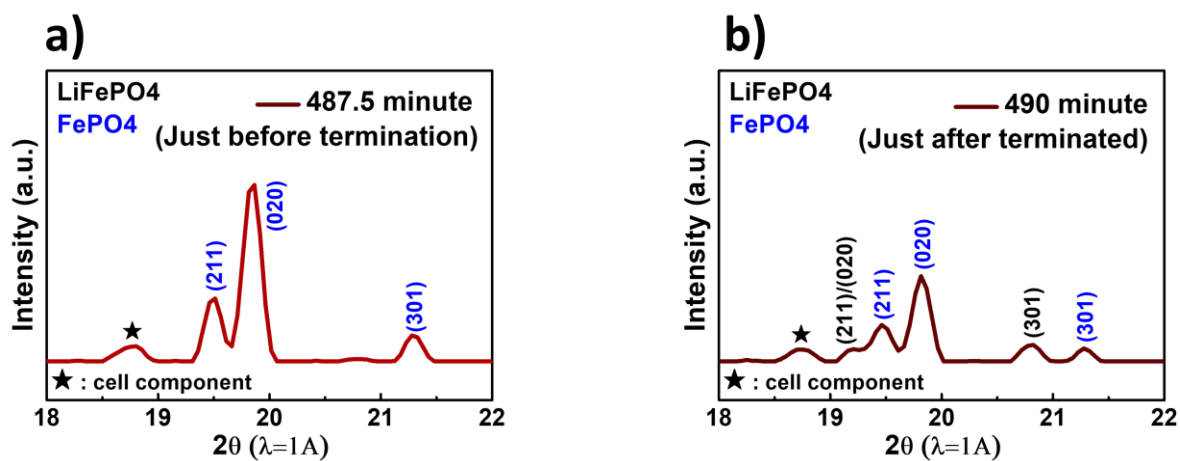 a)
LiFePO4
FePO4
487.5 minute
(Just before termination)
Intensity (a.u.)
(211)
(020)
(301)
★
★ : cell component
18 19 20 21 22
2θ (λ=1A)
b)
LiFePO4
FePO4
490 minute
(Just after terminated)
Intensity (a.u.)
(211)/(020)
(211)
(020)
(301)
(301)
★
★ : cell component
18 19 20 21 22
2θ (λ=1A)